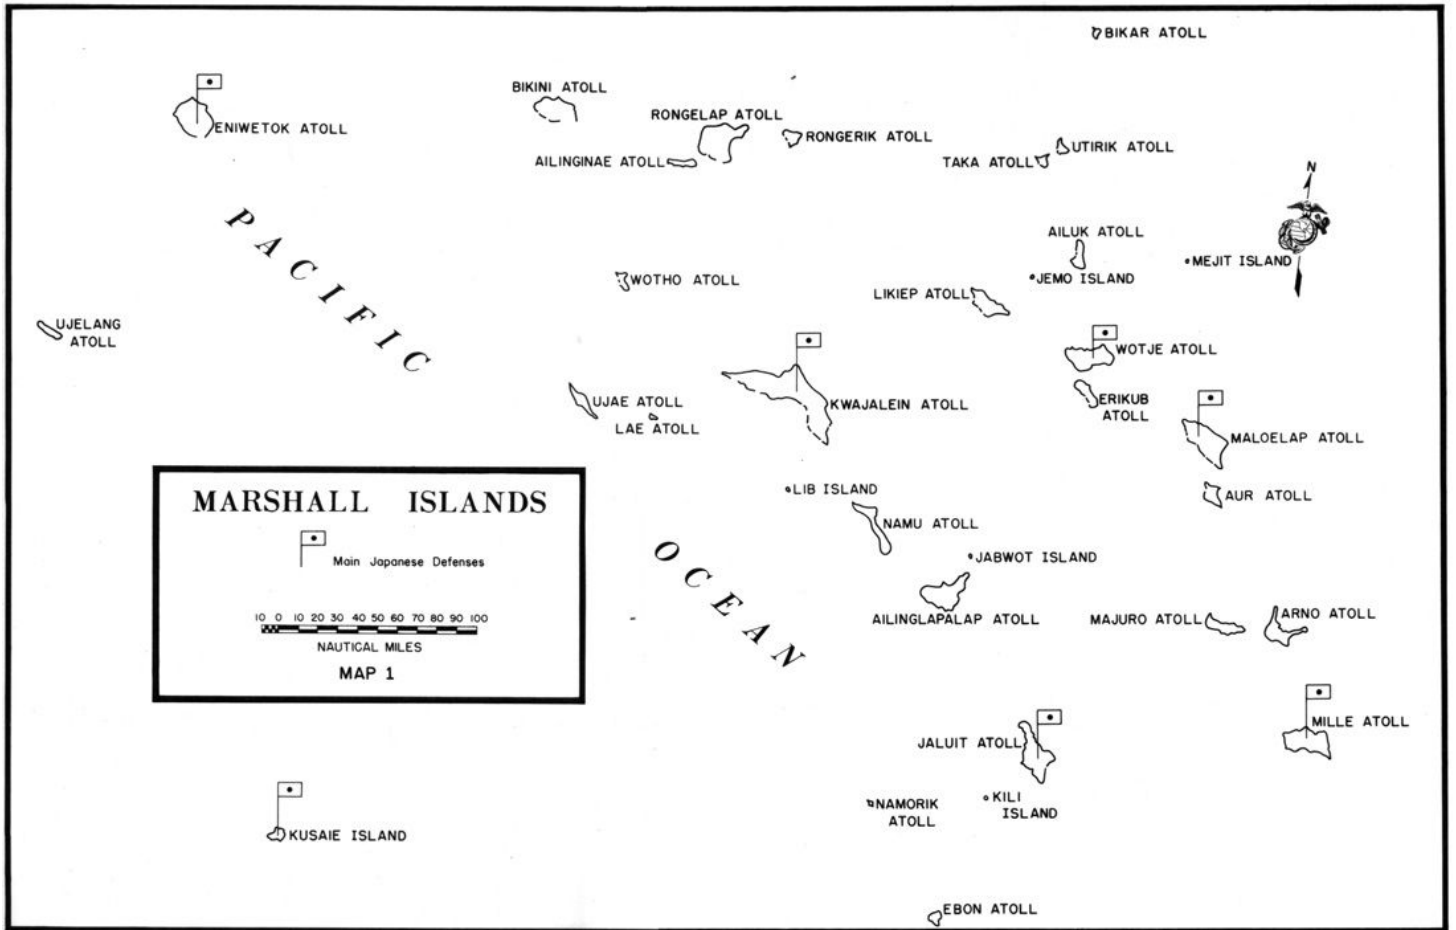 BIKAR ATOLL
BIKINI ATOLL
ENIWETOK ATOLL
RONGELAP ATOLL
RONGERIK ATOLL
AILINGINAE ATOLL
TAKA ATOLL
UTIRIK ATOLL
N
PACIFIC
AILUK ATOLL
MEJIT ISLAND
JEMO ISLAND
WOTHO ATOLL
LIKIEP ATOLL
UJELANG
ATOLL
WOTJE ATOLL
ERIKUB
ATOLL
UJAE ATOLL
LAE ATOLL
KWAJALEIN ATOLL
MALOELAP ATOLL
LIB ISLAND
AUR ATOLL
NAMU ATOLL
MARSHALL ISLANDS
Main Japanese Defenses
10 0 10 20 30 40 50 60 70 80 90 100
NAUTICAL MILES
MAP 1
OCEAN
JABWOT ISLAND
AILINGLAPALAP ATOLL
MAJURO ATOLL
ARNO ATOLL
MILLE ATOLL
JALUIT ATOLL
NAMORIK
ATOLL
KILI
ISLAND
KUSAIE ISLAND
EBON ATOLL